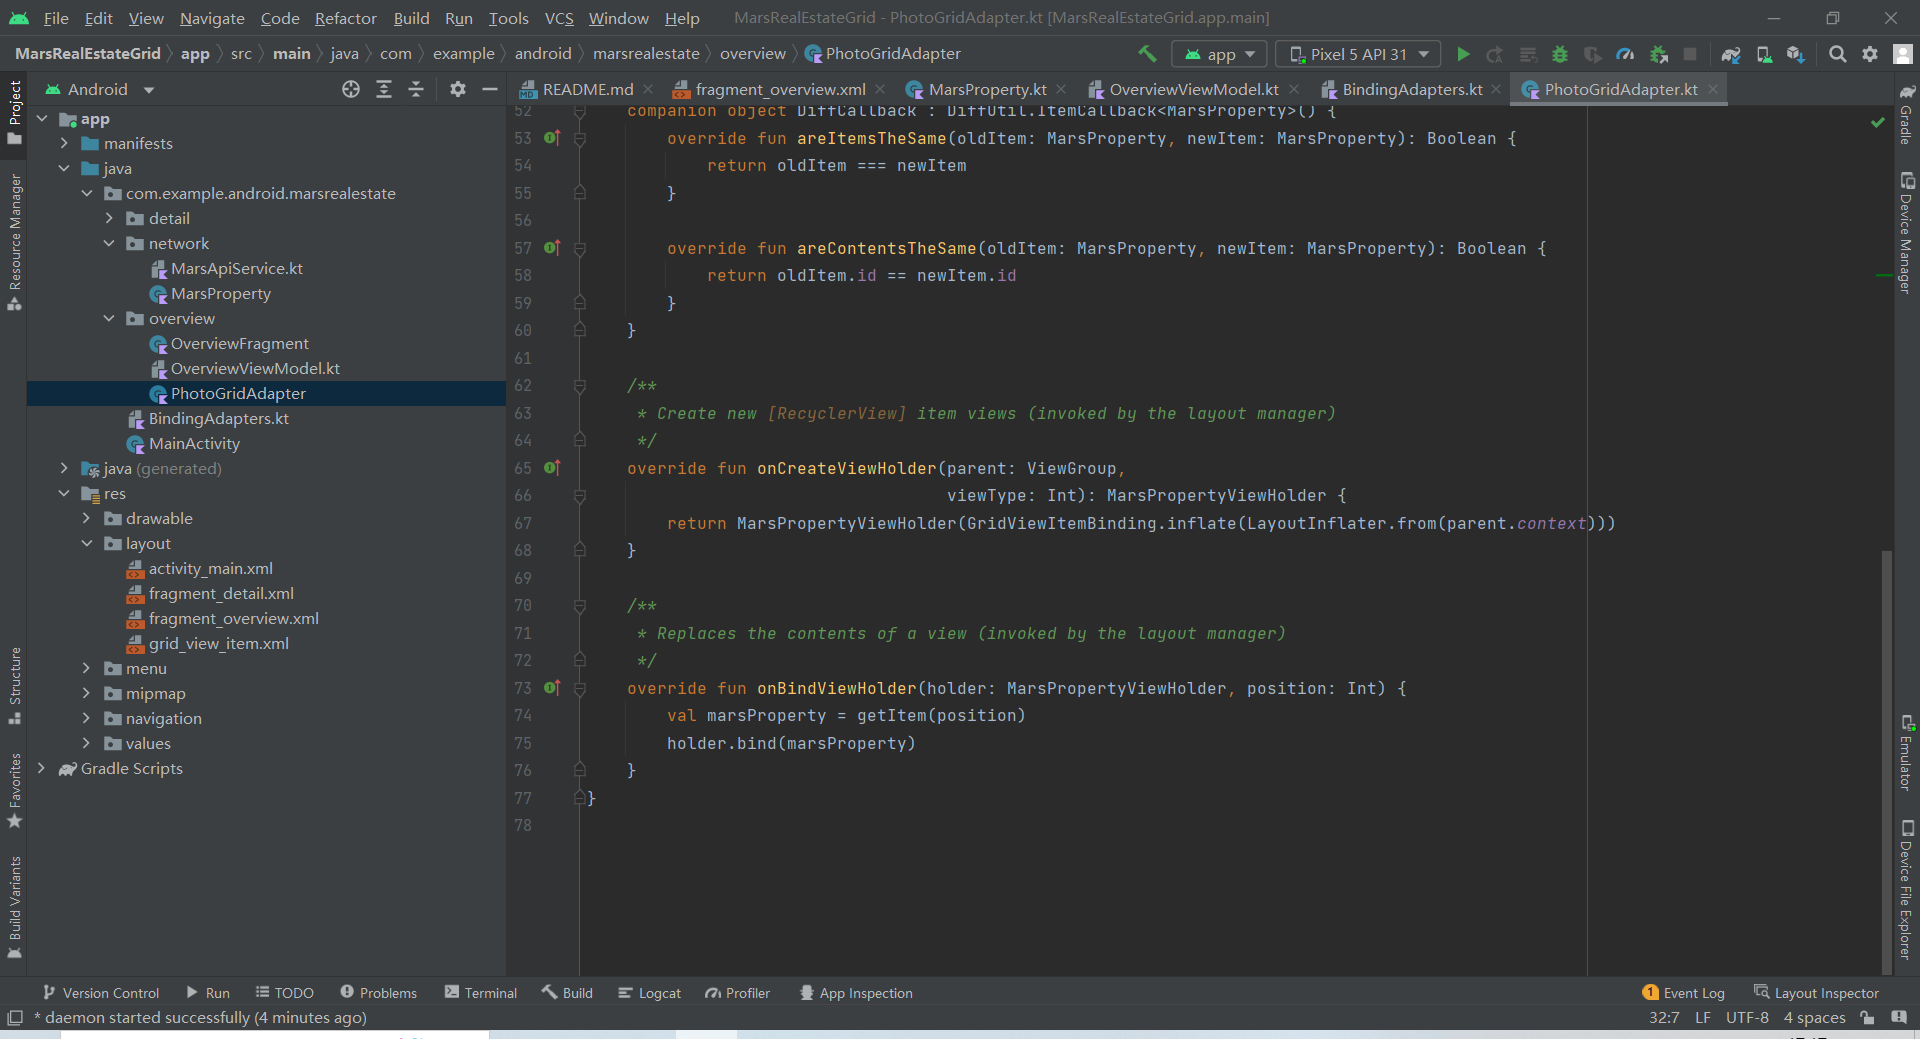 File Edit View Navigate Code Refactor Build Run Tools VCS Window Help MarsRealEstateGrid - PhotoGridAdapter.kt [MarsRealEstateGrid.app.main]
MarsRealEstateGrid app src main java com example android marsrealestate overview PhotoGridAdapter app Pixel 5 API 31
Android
README.md fragment_overview.xml MarsProperty.kt OverviewViewModel.kt BindingAdapters.kt PhotoGridAdapter.kt
Project
Resource Manager
Structure
Favorites
Build Variants
app
manifests
java
com.example.android.marsrealestate
detail
network
MarsApiService.kt
MarsProperty
overview
OverviewFragment
OverviewViewModel.kt
PhotoGridAdapter
BindingAdapters.kt
MainActivity
java (generated)
res
drawable
layout
activity_main.xml
fragment_detail.xml
fragment_overview.xml
grid_view_item.xml
menu
mipmap
navigation
values
Gradle Scripts
52 companion object DiffCallback : DiffUtil.ItemCallback<MarsProperty>() {
53 override fun areItemsTheSame(oldItem: MarsProperty, newItem: MarsProperty): Boolean {
54 return oldItem === newItem
55 }
56
57 override fun areContentsTheSame(oldItem: MarsProperty, newItem: MarsProperty): Boolean {
58 return oldItem.id == newItem.id
59 }
60 }
61
62 /**
63 * Create new [RecyclerView] item views (invoked by the layout manager)
64 */
65 override fun onCreateViewHolder(parent: ViewGroup,
66 viewType: Int): MarsPropertyViewHolder {
67 return MarsPropertyViewHolder(GridViewItemBinding.inflate(LayoutInflater.from(parent.context)))
68 }
69
70 /**
71 * Replaces the contents of a view (invoked by the layout manager)
72 */
73 override fun onBindViewHolder(holder: MarsPropertyViewHolder, position: Int) {
74 val marsProperty = getItem(position)
75 holder.bind(marsProperty)
76 }
77 }
78
Gradle
Device Manager
Emulator
Device File Explorer
Version Control Run TODO Problems Terminal Build Logcat Profiler App Inspection 1 Event Log Layout Inspector
* daemon started successfully (4 minutes ago) 32:7 LF UTF-8 4 spaces